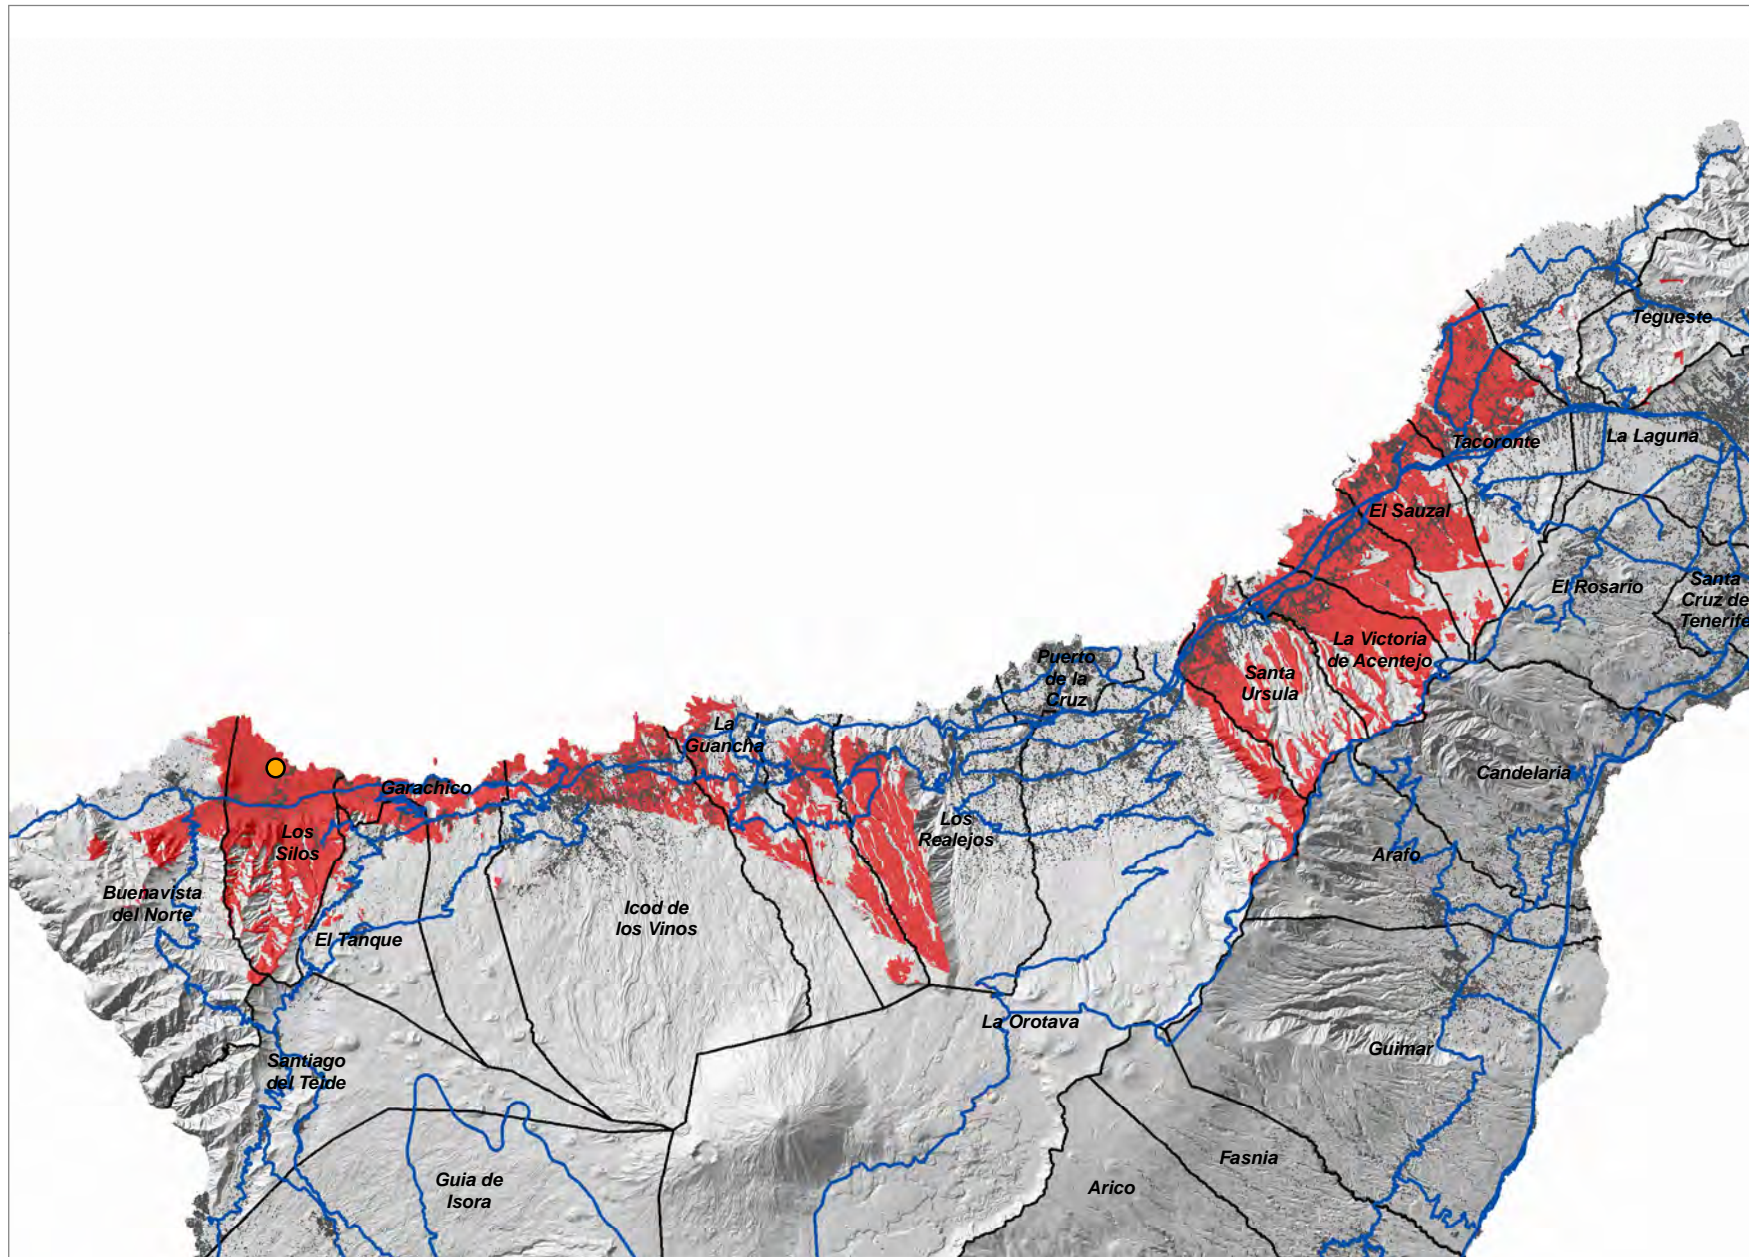 Tegueste
Tacoronte
La Laguna
El Sauzal
El Rosario
Santa
Cruz de
Tenerife
La Victoria
de Acentejo
Santa
Ursula
Puerto
de la
Cruz
La
Guancha
Candelaria
Garachico
Los
Silos
Los
Realejos
Arafo
Buenavista
del Norte
Icod de
los Vinos
El Tanque
La Orotava
Guimar
Santiago
del Teide
Fasnia
Guia de
Isora
Arico